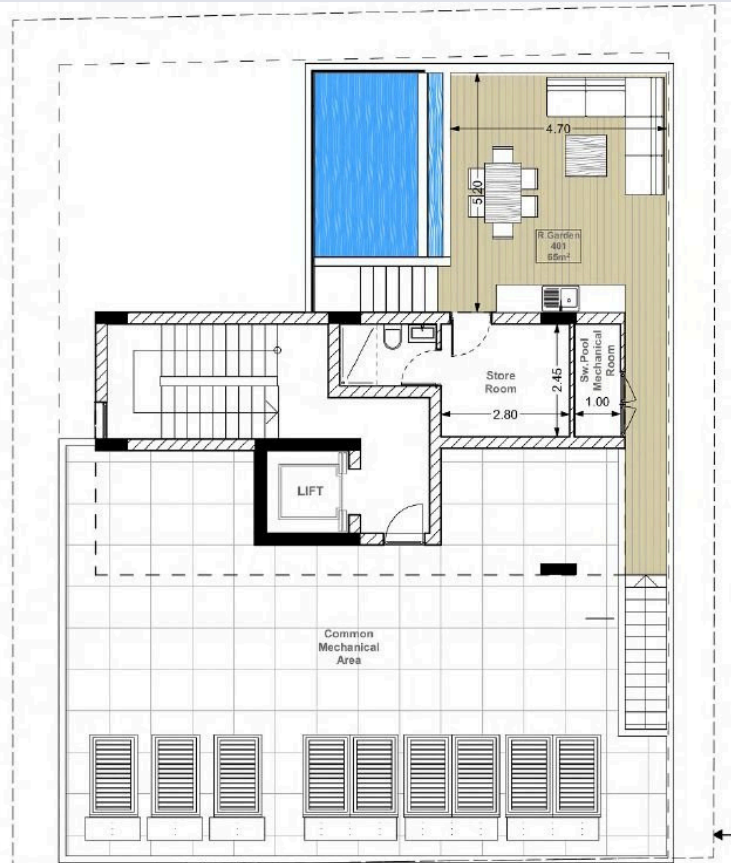 4.70
5.20
R.Garden
401
65m²
Store
Room
2.45
2.80
Sw.Pool
Mechanical
Room
1.00
LIFT
Common
Mechanical
Area